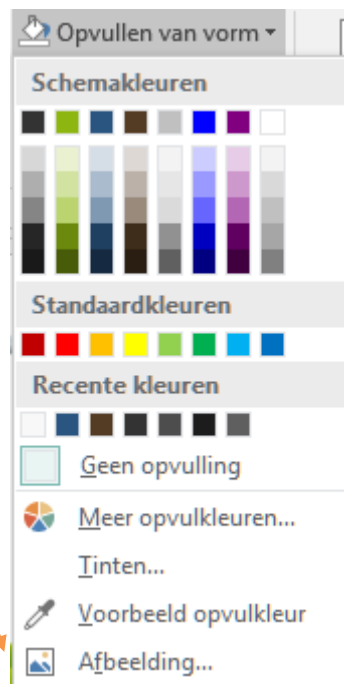 Opvullen van vorm
Schemakleuren
Standaardkleuren
Recente kleuren
Geen opvulling
Meer opvulkleuren...
Tinten...
Voorbeeld opvulkleur
Afbeelding...